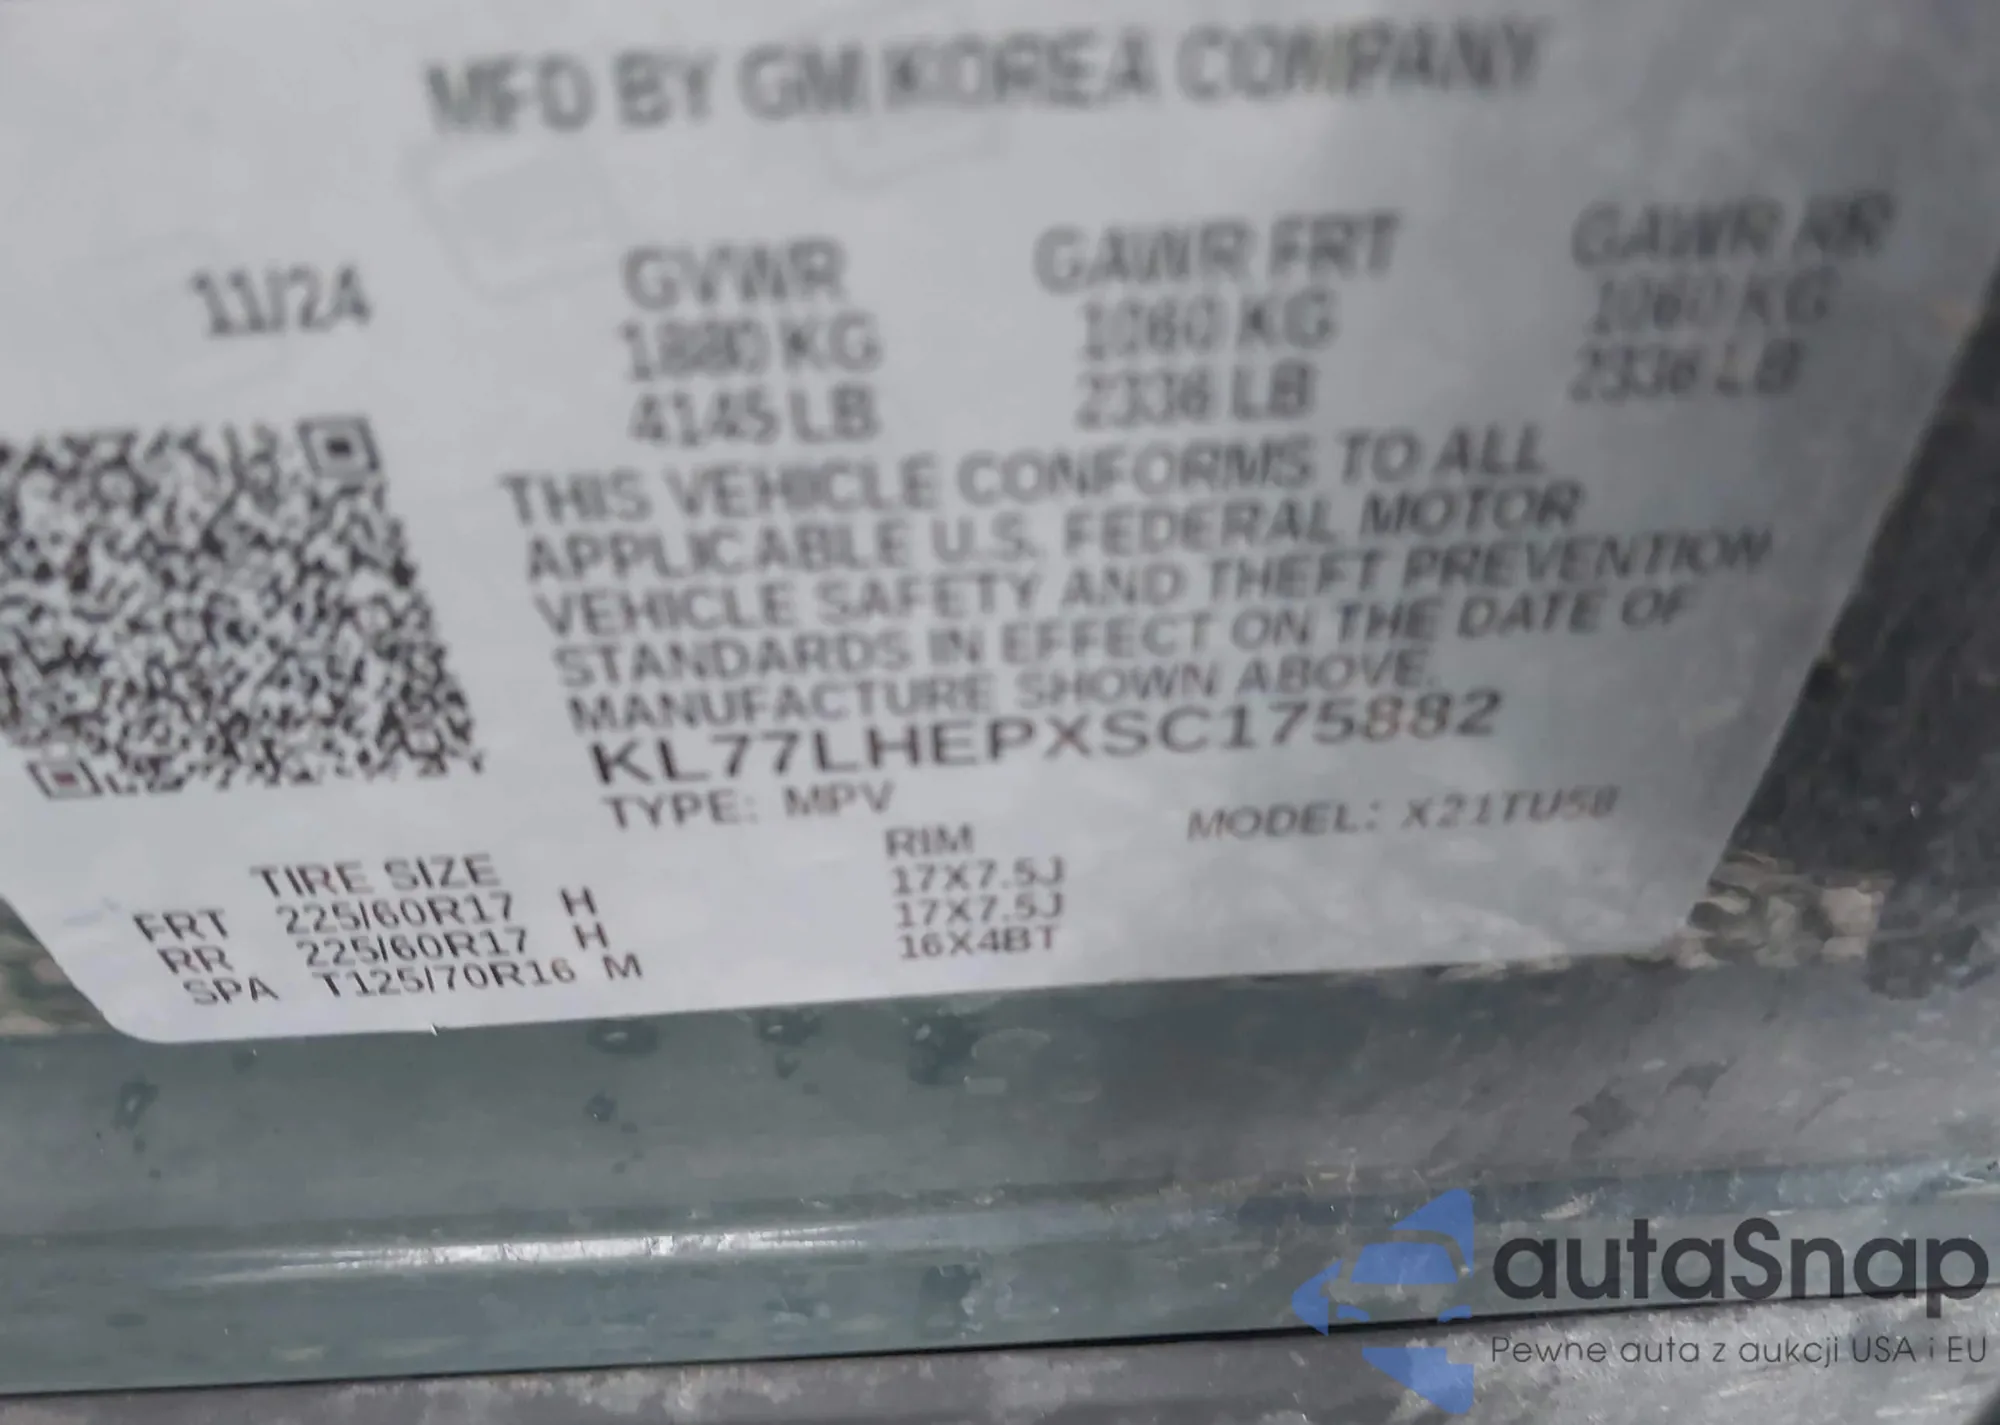 MFD BY GM KOREA COMPANY
11/24 GVWR GAWR FRT GAWR RR
1880 KG 1060 KG 1060 KG
4145 LB 2336 LB 2336 LB
THIS VEHICLE CONFORMS TO ALL
APPLICABLE U.S. FEDERAL MOTOR
VEHICLE SAFETY AND THEFT PREVENTION
STANDARDS IN EFFECT ON THE DATE OF
MANUFACTURE SHOWN ABOVE.
KL77LHEPXSC175882
TYPE: MPV MODEL: X21TU58
TIRE SIZE RIM
FRT 225/60R17 H 17X7.5J
RR 225/60R17 H 17X7.5J
SPA T125/70R16 M 16X4BT
autaSnap
Pewne auta z aukcji USA i EU